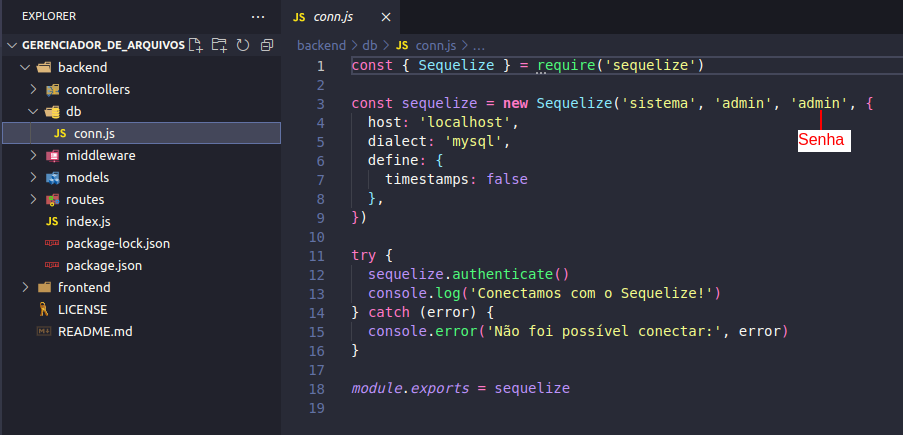 EXPLORER ...
GERENCIADOR_DE_ARQUIVOS
backend
controllers
db
JS conn.js
middleware
models
routes
JS index.js
package-lock.json
package.json
frontend
LICENSE
README.md
JS conn.js ×
backend > db > JS conn.js > ...
1 const { Sequelize } = require('sequelize')
2
3 const sequelize = new Sequelize('sistema', 'admin', 'admin', {
4 host: 'localhost',
Senha
5 dialect: 'mysql',
6 define: {
7 timestamps: false
8 },
9 })
10
11 try {
12 sequelize.authenticate()
13 console.log('Conectamos com o Sequelize!')
14 } catch (error) {
15 console.error('Não foi possível conectar:', error)
16 }
17
18 module.exports = sequelize
19